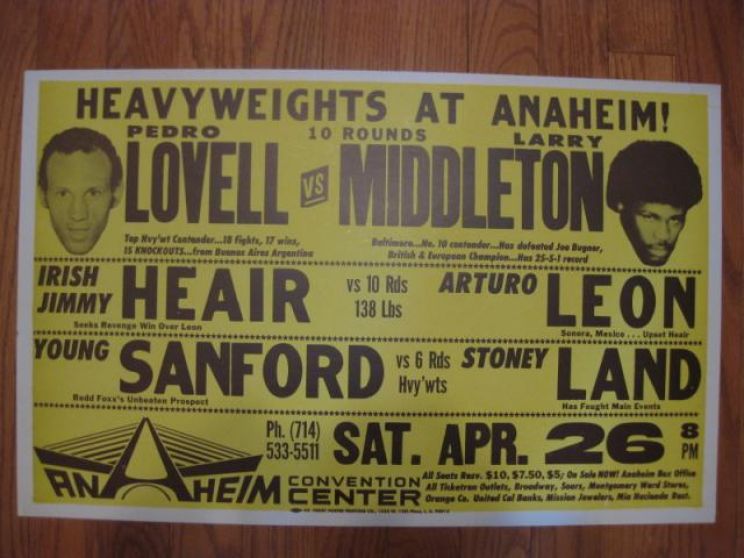 HEAVYWEIGHTS AT ANAHEIM!
PEDRO 10 ROUNDS LARRY
LOVELL VS MIDDLETON
Top Hvy'wt Contender...18 fights, 17 wins,
15 KNOCKOUTS...from Buenos Aires Argentina
Baltimore...No. 10 contender...Has defeated Joe Bugner,
British & European Champion...Has 25-5-1 record
IRISH JIMMY HEAIR
vs 10 Rds
138 Lbs
ARTURO LEON
Seeks Revenge Win Over Leon
Sonora, Mexico ... Upset Heair
YOUNG SANFORD
vs 6 Rds
Hvy'wts
STONEY LAND
Redd Foxx's Unbeaten Prospect
Has Fought Main Events
Ph. (714)
533-5511
SAT. APR. 26 8 PM
ANAHEIM CONVENTION CENTER
All Seats Resv. $10, $7.50, $5, On Sale NOW! Anaheim Box Office
All Ticketron Outlets, Broadway, Sears, Montgomery Ward Stores,
Orange Co. United Cal Banks, Mission Jewelers, Mia Hacienda Rest.